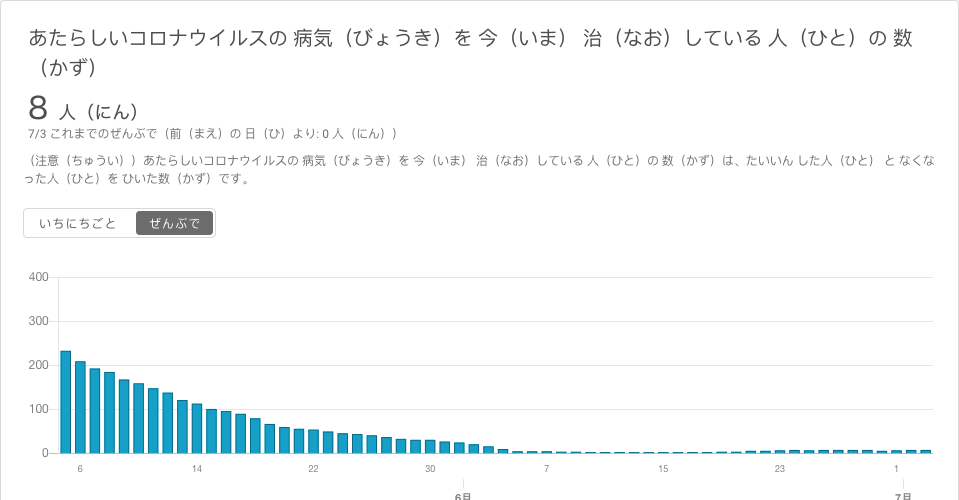 あたらしいコロナウイルスの 病気（びょうき）を 今（いま） 治（なお）している 人（ひと）の 数
（かず）
8 人（にん）
7/3 これまでのぜんぶで（前（まえ）の 日（ひ）より: 0 人（にん））
（注意（ちゅうい））あたらしいコロナウイルスの 病気（びょうき）を 今（いま） 治（なお）している 人（ひと）の 数（かず）は、たいいん した人（ひと） と なくな
った人（ひと）を ひいた数（かず）です。
いちにちごと ぜんぶで
400
300
200
100
0
6 14 22 30 7 15 23 1
6月 7月